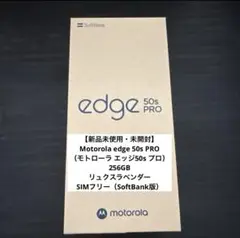 SoftBank
edge 50s
PRO
【新品未使用・未開封】
Motorola edge 50s PRO
（モトローラ エッジ50s プロ）
256GB
リュクスラベンダー
SIMフリー（SoftBank版）
motorola